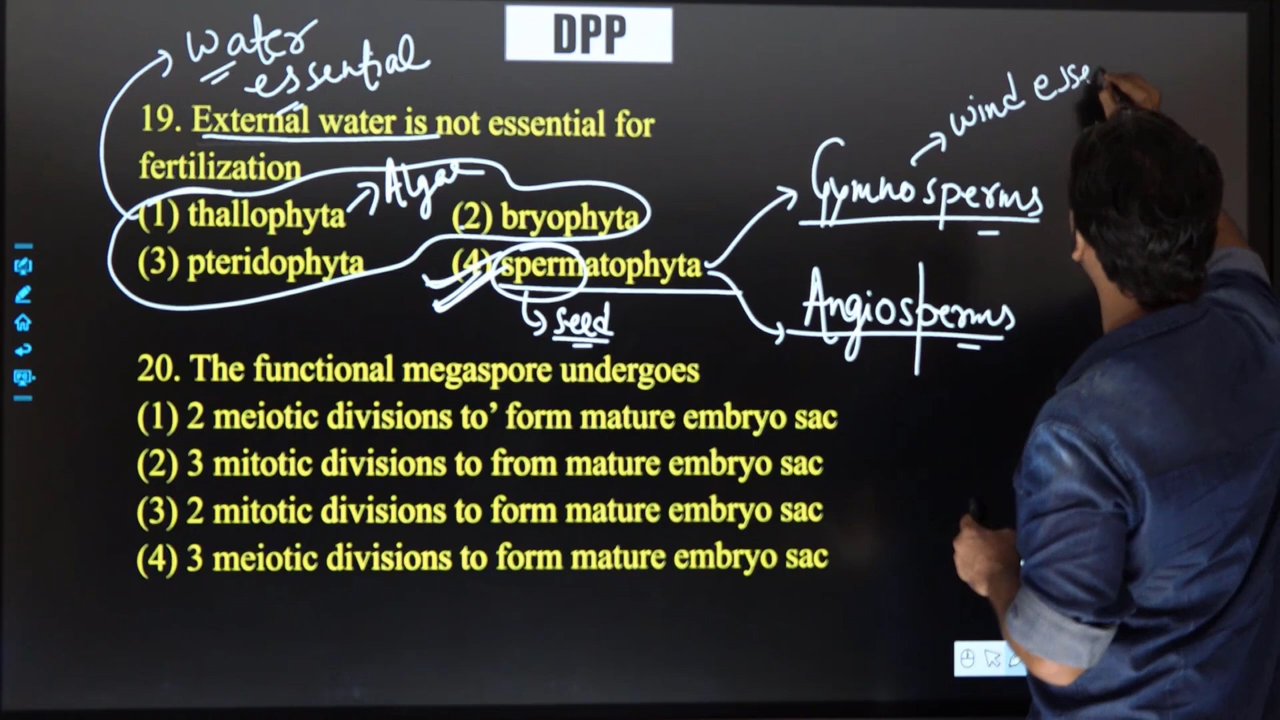 DPP
water
essential
19. External water is not essential for
fertilization
Algae
(1) thallophyta (2) bryophyta
(3) pteridophyta (4) spermatophyta
seed
wind esse
Gymnosperms
Angiosperms
20. The functional megaspore undergoes
(1) 2 meiotic divisions to’ form mature embryo sac
(2) 3 mitotic divisions to from mature embryo sac
(3) 2 mitotic divisions to form mature embryo sac
(4) 3 meiotic divisions to form mature embryo sac